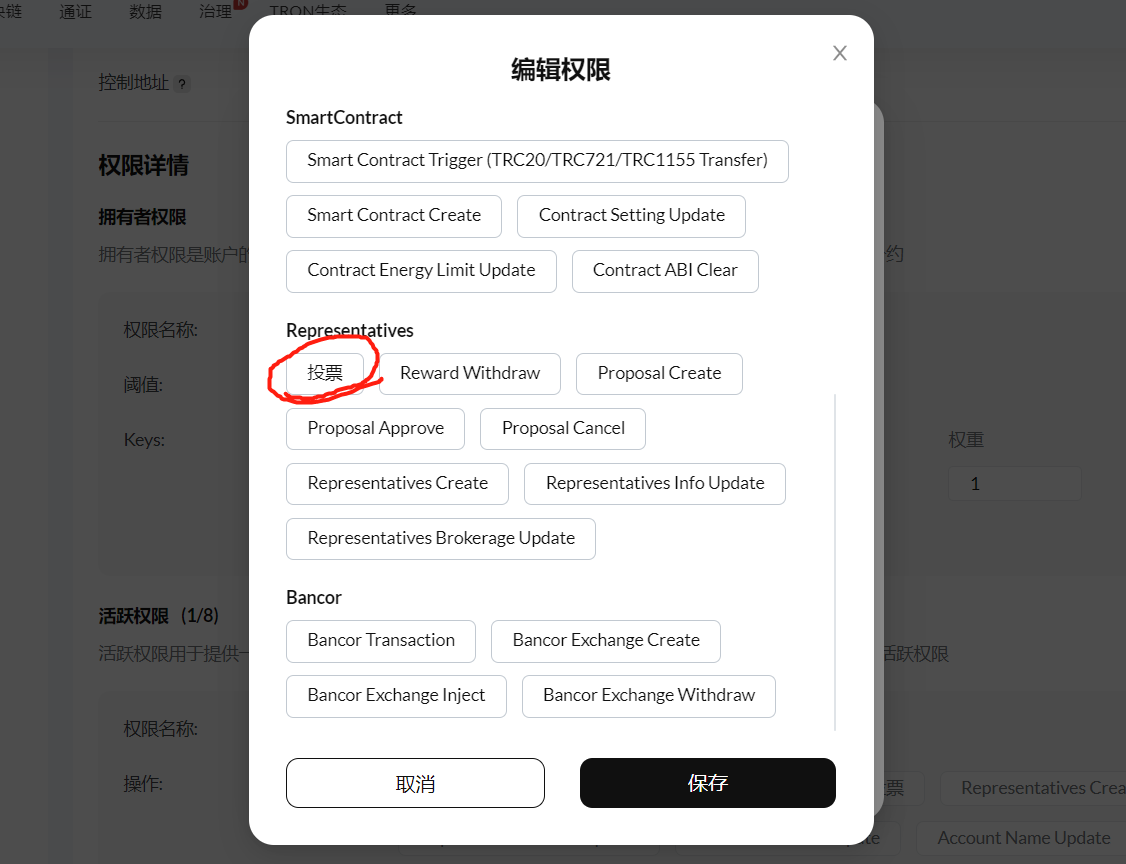 通证 数据 治理 N TRON生态 更多
编辑权限
控制地址 ?
SmartContract
Smart Contract Trigger (TRC20/TRC721/TRC1155 Transfer)
权限详情
拥有者权限
Smart Contract Create Contract Setting Update
拥有者权限是账户的 约
Contract Energy Limit Update Contract ABI Clear
权限名称: Representatives
阈值: 投票 Reward Withdraw Proposal Create
Keys: Proposal Approve Proposal Cancel 权重
Representatives Create Representatives Info Update 1
Representatives Brokerage Update
Bancor
活跃权限 (1/8)
Bancor Transaction Bancor Exchange Create
活跃权限用于提供一 活跃权限
Bancor Exchange Inject Bancor Exchange Withdraw
权限名称:
操作: 取消 保存 票 Representatives Crea
Account Name Update